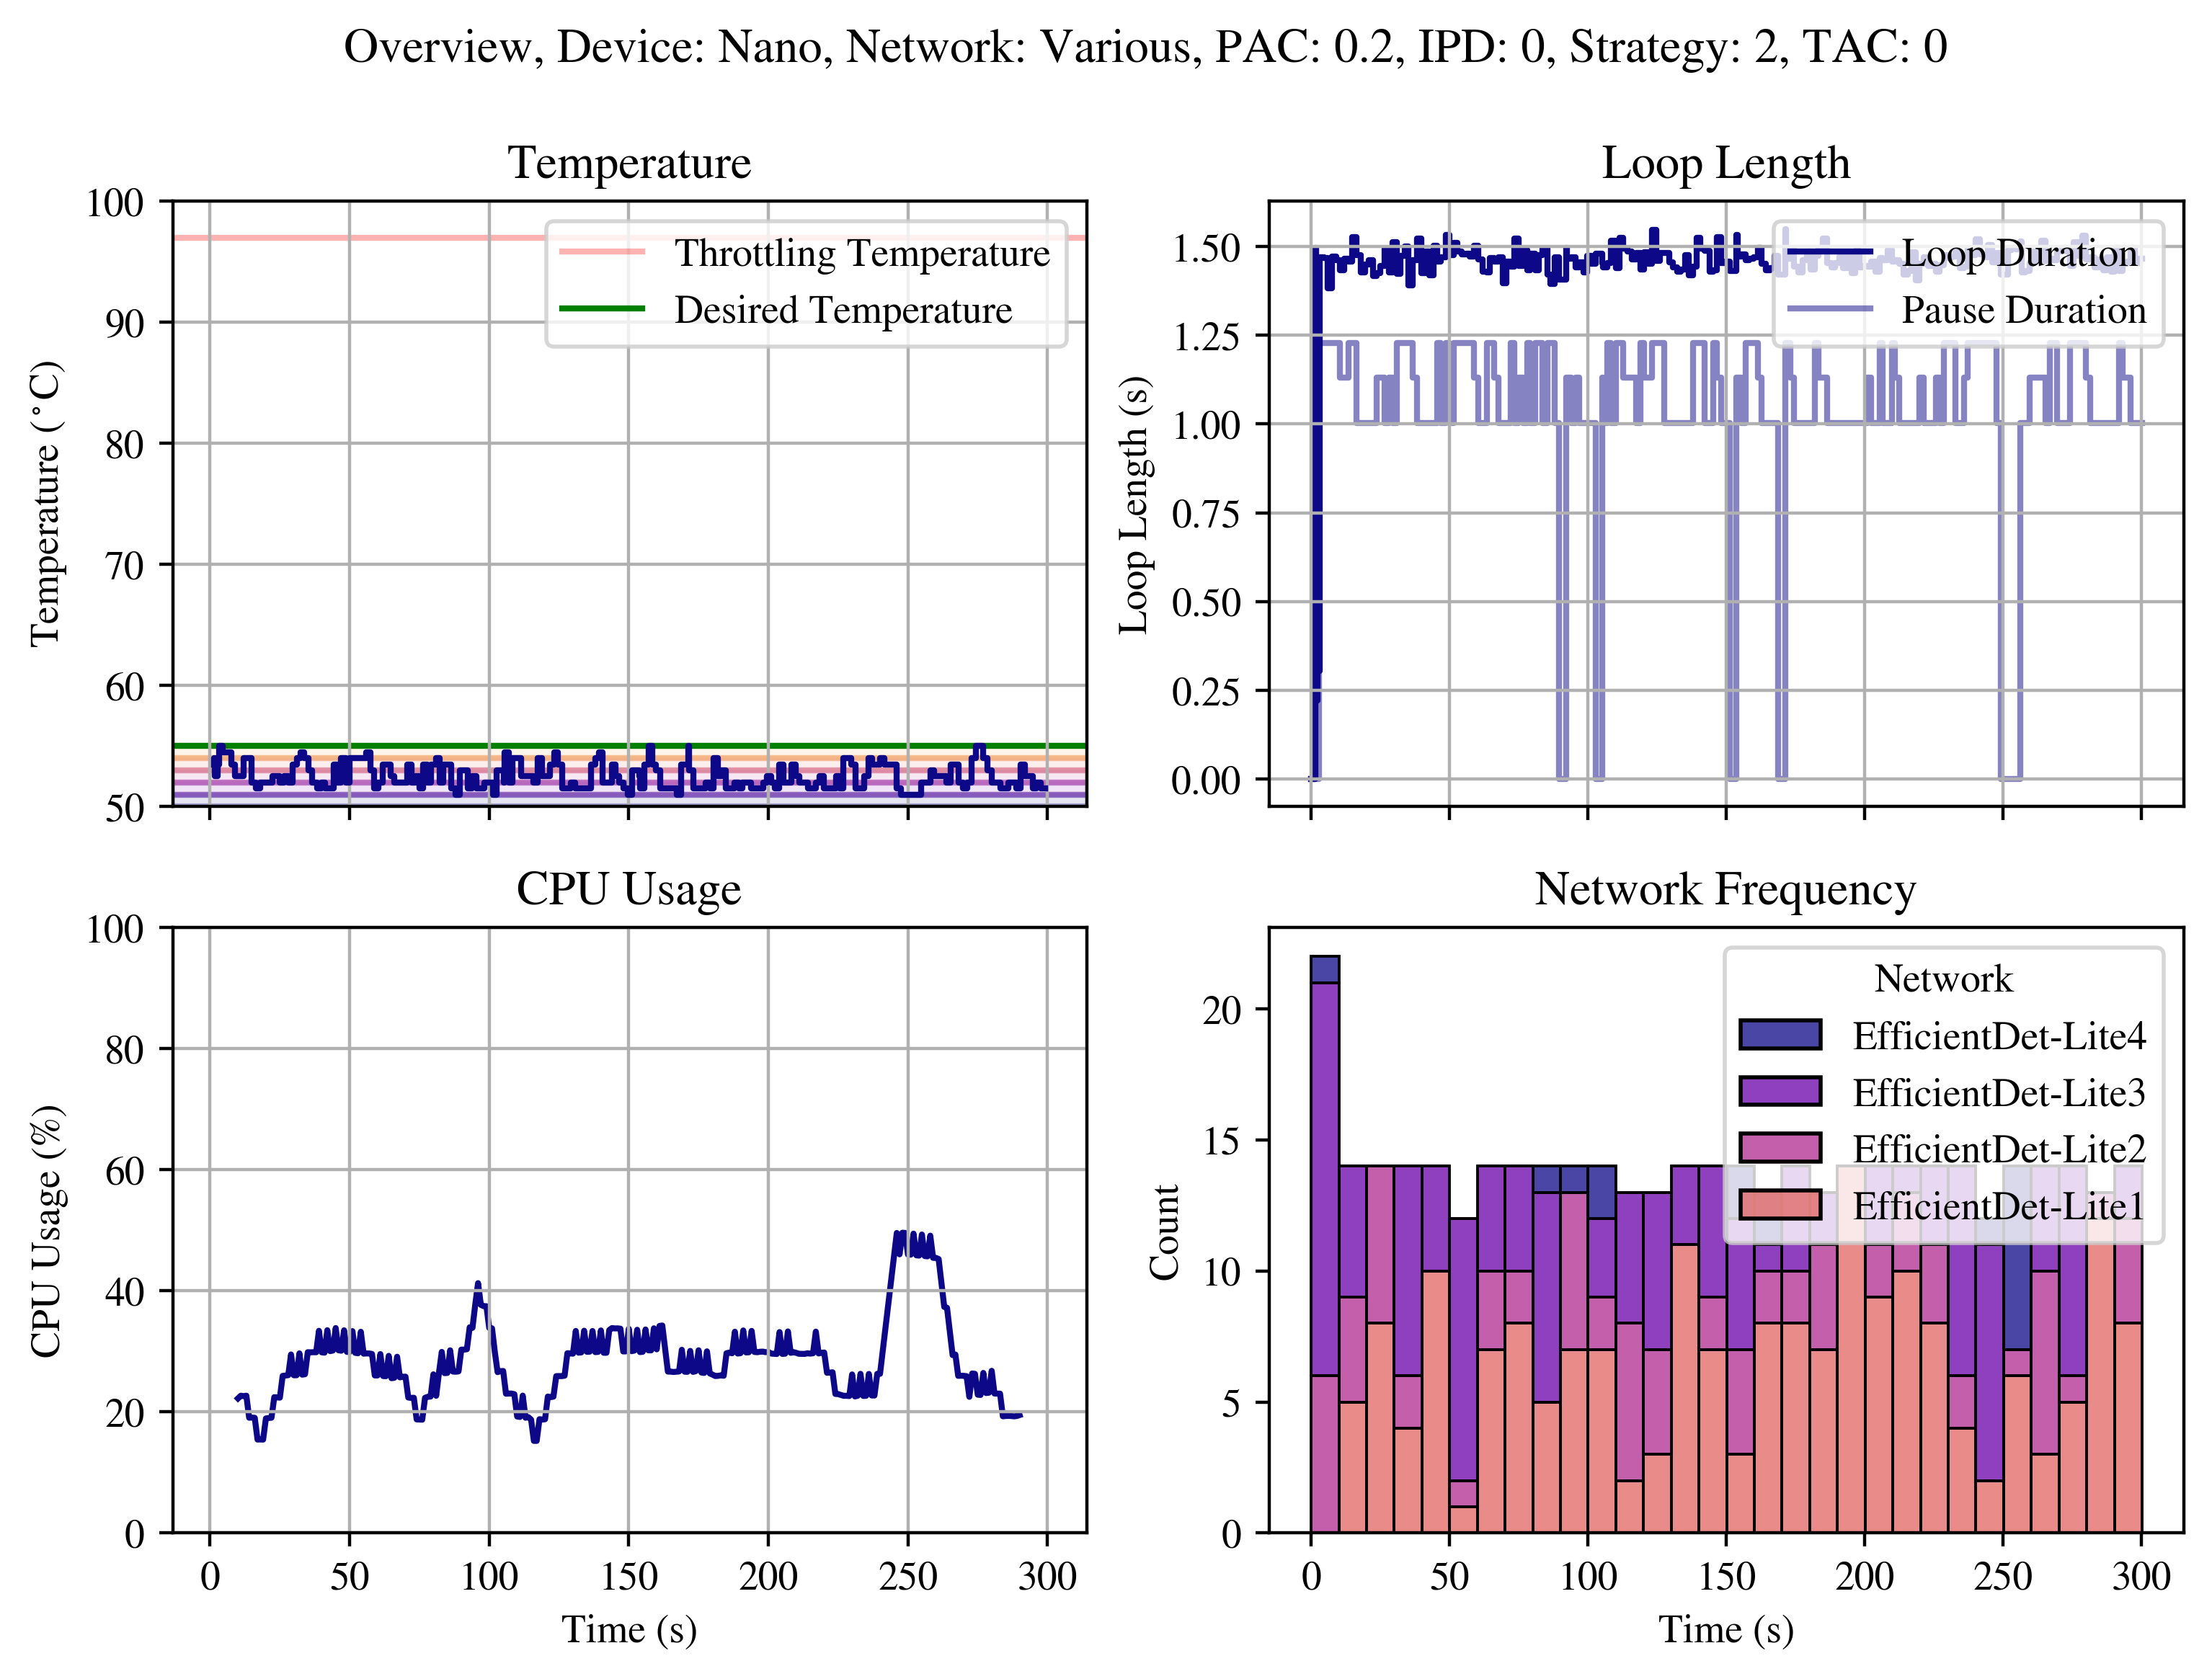 Overview, Device: Nano, Network: Various, PAC: 0.2, IPD: 0, Strategy: 2, TAC: 0
Temperature
100
90
80
70
60
50
Temperature (°C)
Throttling Temperature
Desired Temperature
Loop Length
1.50
1.25
1.00
0.75
0.50
0.25
0.00
Loop Length (s)
Loop Duration
Pause Duration
CPU Usage
100
80
60
40
20
0
CPU Usage (%)
0 50 100 150 200 250 300
Time (s)
Network Frequency
20
15
10
5
0
Count
Network
EfficientDet-Lite4
EfficientDet-Lite3
EfficientDet-Lite2
EfficientDet-Lite1
0 50 100 150 200 250 300
Time (s)